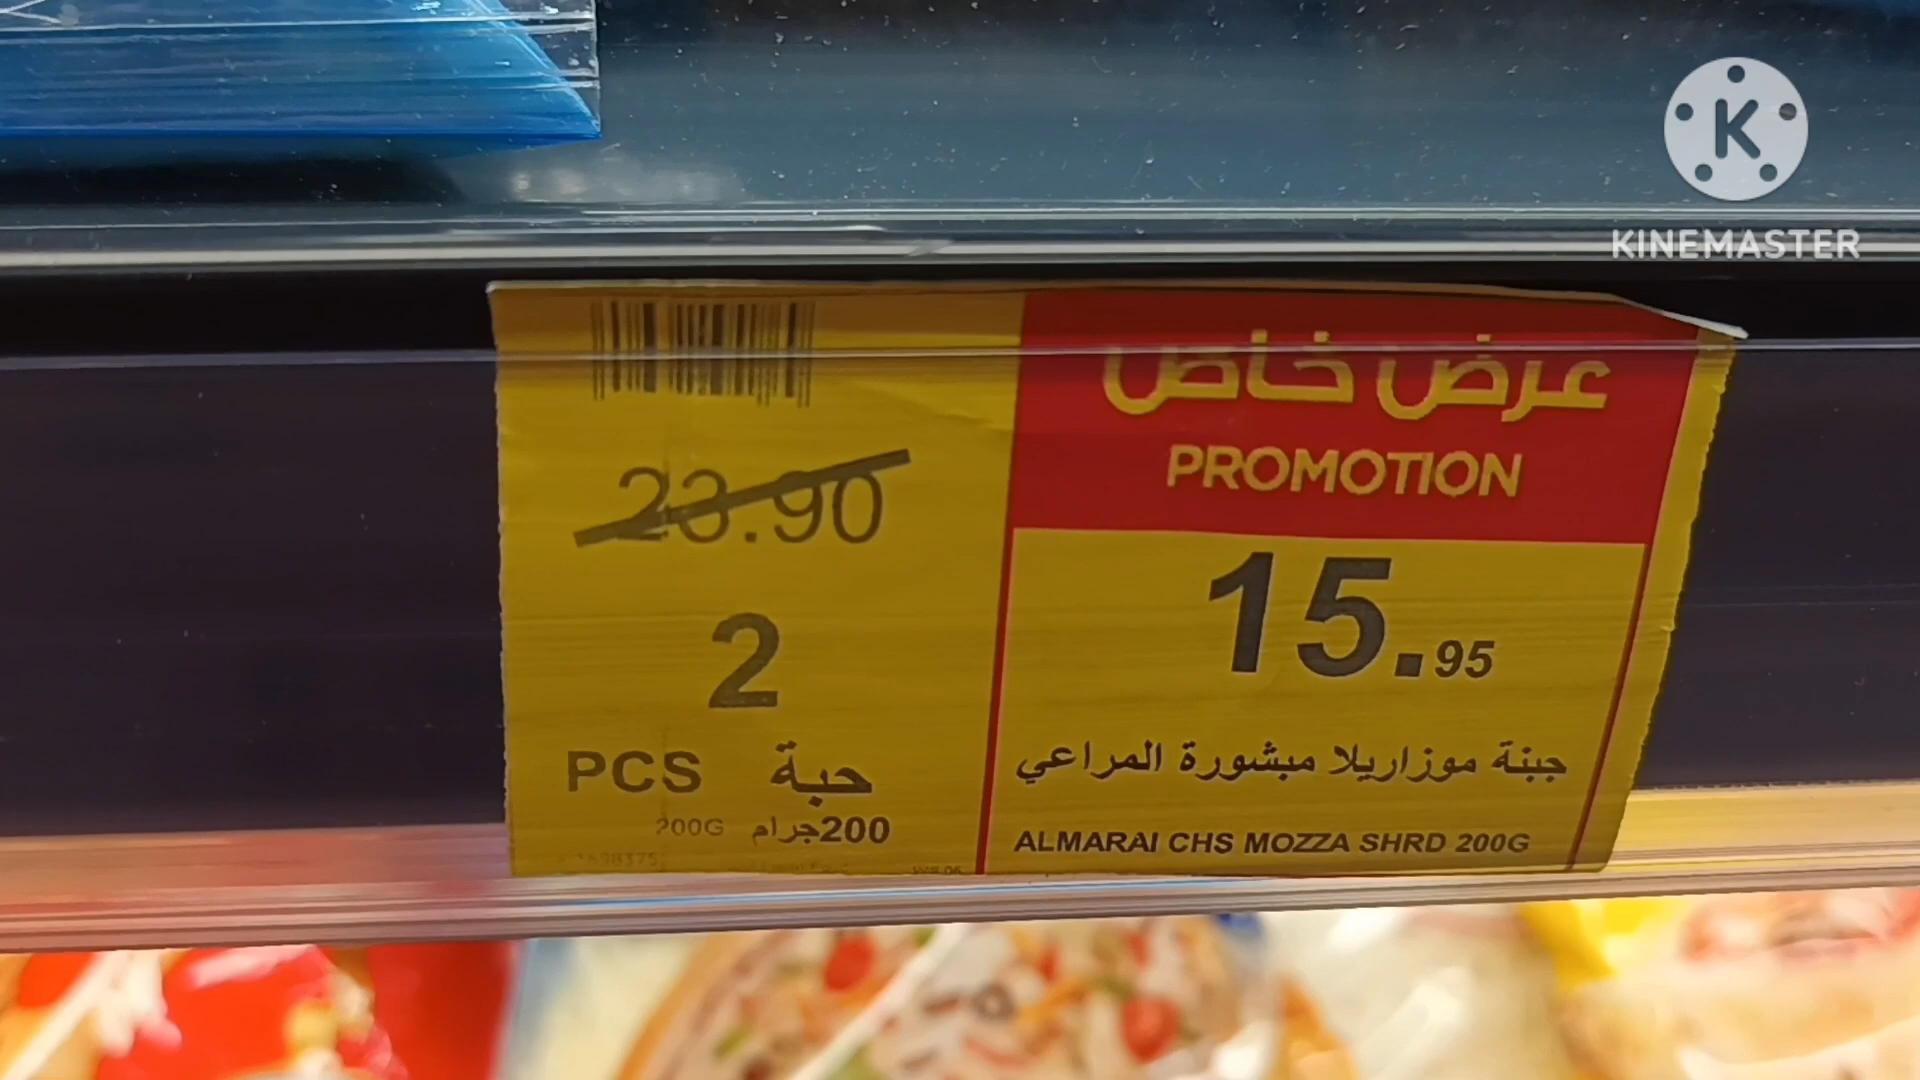 KINEMASTER
عرض خاص
PROMOTION
23.90
15.95
2
PCS حبة
200G 200جرام
جبنة موزاريلا مبشورة المراعي
ALMARAI CHS MOZZA SHRD 200G